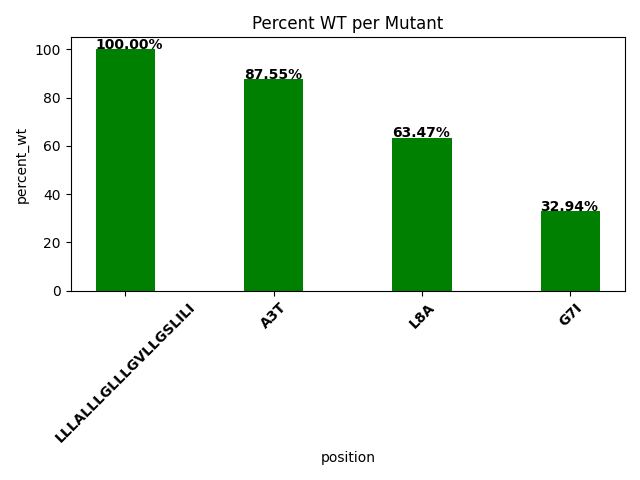 Percent WT per Mutant
percent_wt
100
80
60
40
20
0
100.00%
87.55%
63.47%
32.94%
LLLALLLGLLLGVLLGSLILI
A3T
L8A
G7I
position